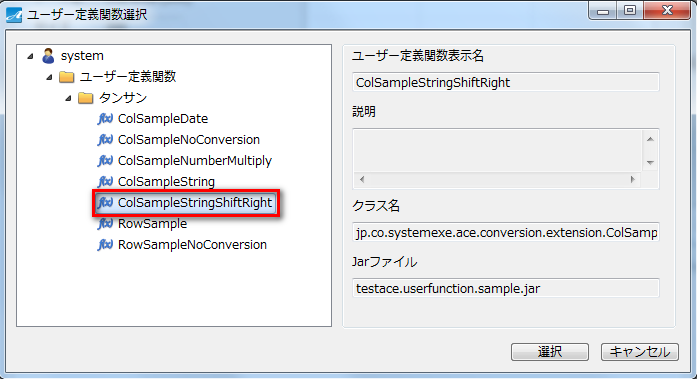 ユーザー定義関数選択
system
ユーザー定義関数
タンサン
f(x) ColSampleDate
f(x) ColSampleNoConversion
f(x) ColSampleNumberMultiply
f(x) ColSampleString
f(x) ColSampleStringShiftRight
f(x) RowSample
f(x) RowSampleNoConversion
ユーザー定義関数表示名
ColSampleStringShiftRight
説明
クラス名
jp.co.systemexe.ace.conversion.extension.ColSamp
Jarファイル
testace.userfunction.sample.jar
選択
キャンセル